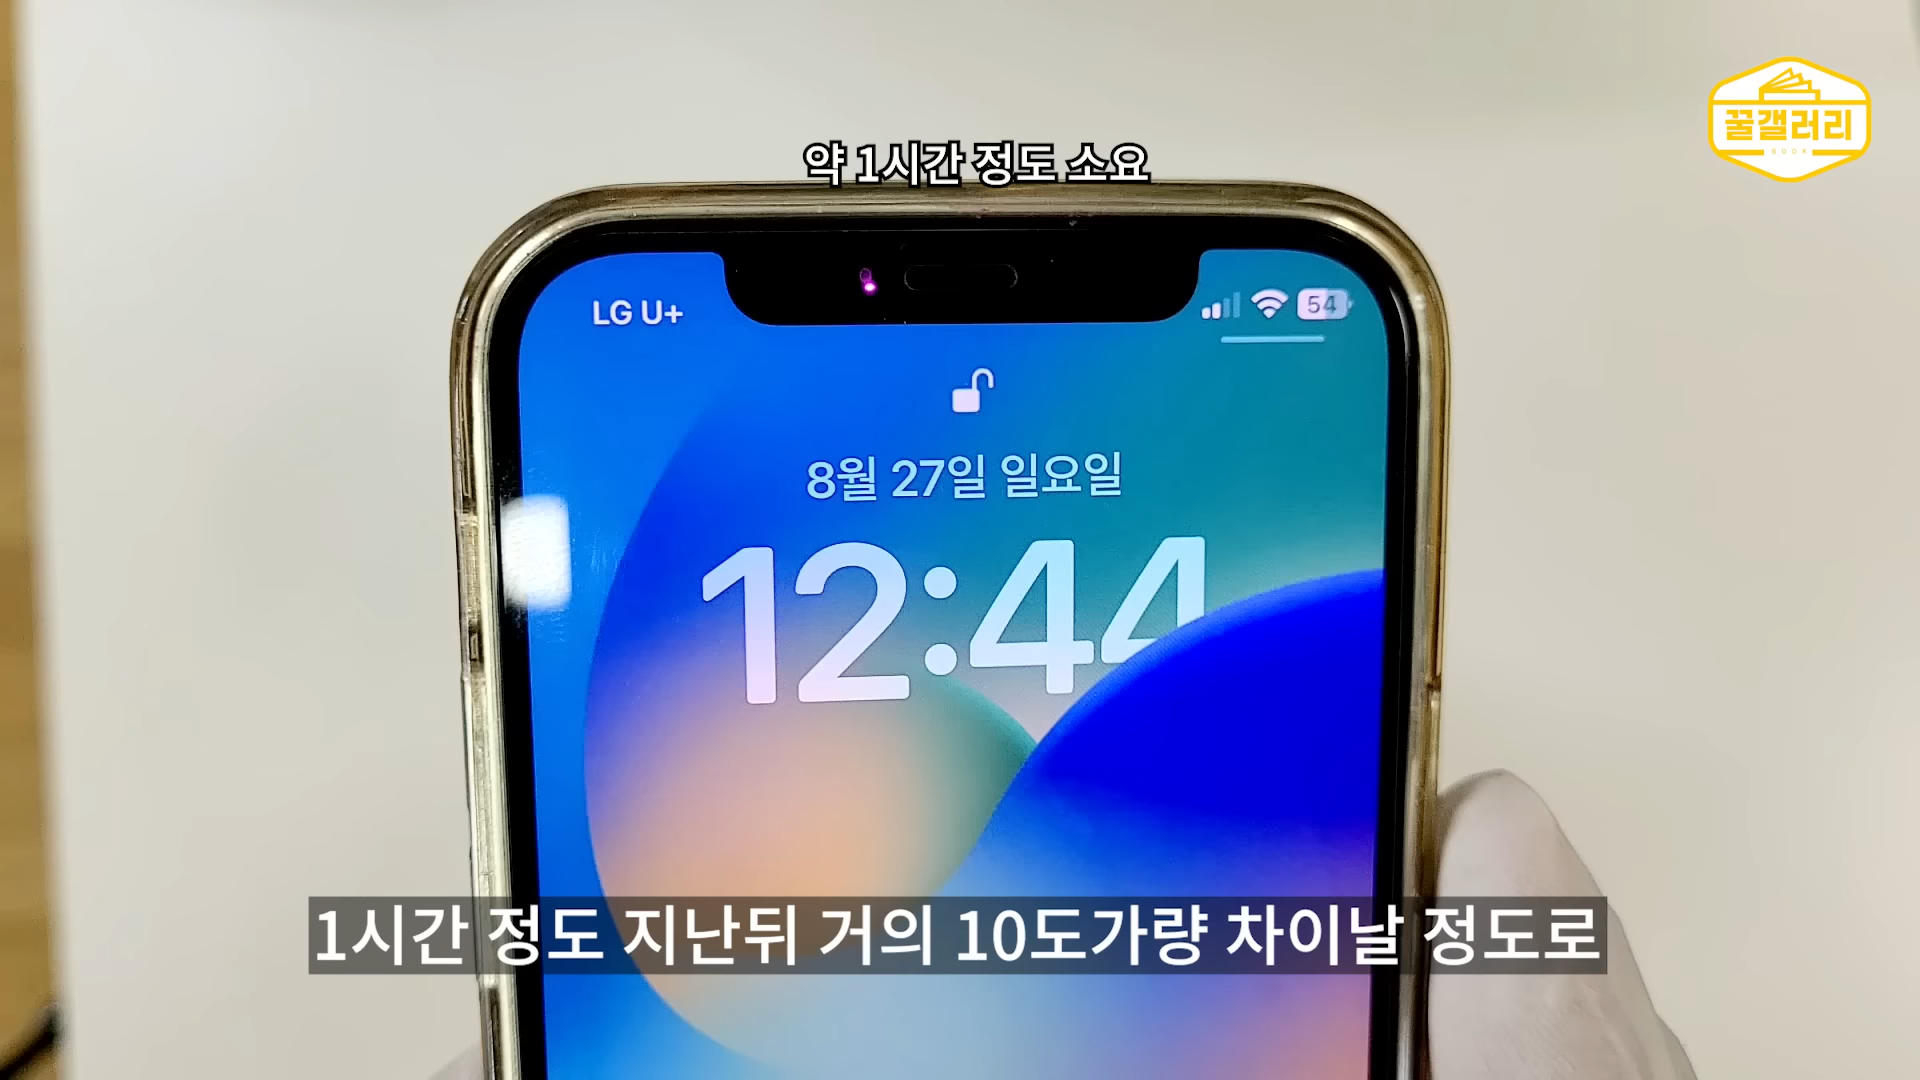 꿀갤러리
BOOK
약 1시간 정도 소요
LG U+
54
8월 27일 일요일
12:44
1시간 정도 지난뒤 거의 10도가량 차이날 정도로